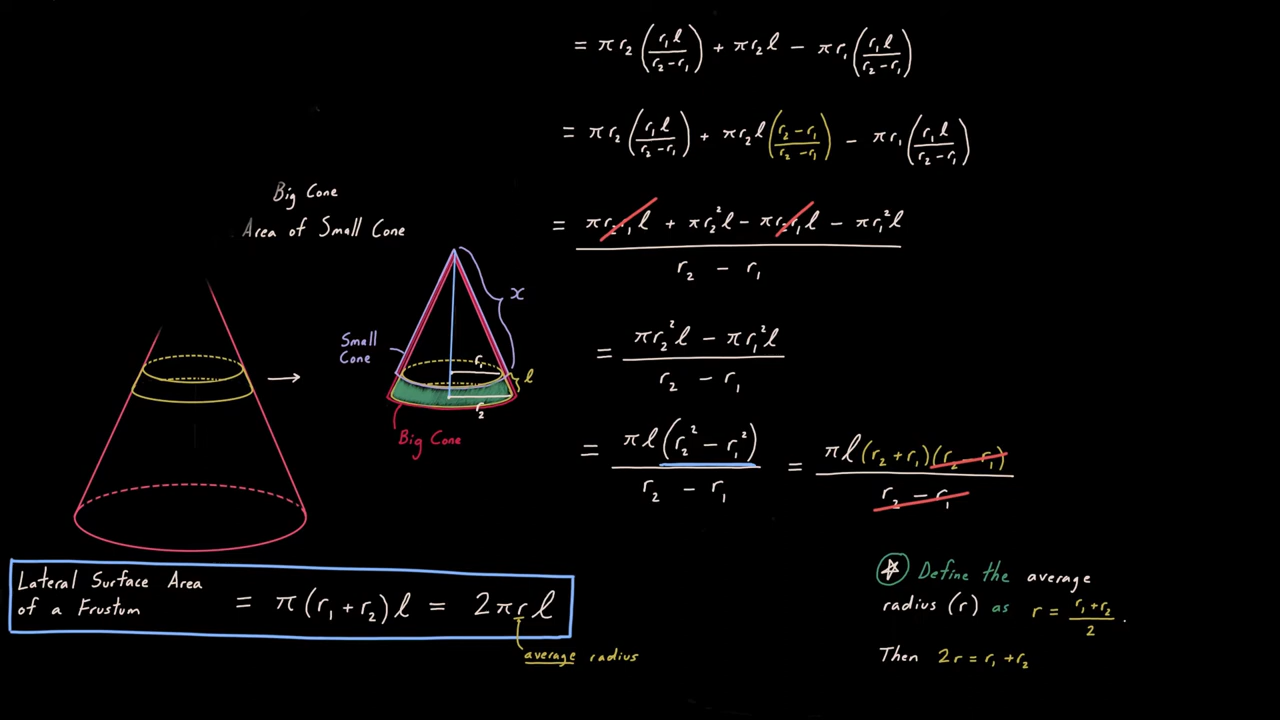 = πr₂(r₁l/(r₂-r₁)) + πr₂l - πr₁(r₁l/(r₂-r₁))
= πr₂(r₁l/(r₂-r₁)) + πr₂l((r₂-r₁)/(r₂-r₁)) - πr₁(r₁l/(r₂-r₁))
Big Cone
Area of Small Cone
= (πr₂r₁l + πr₂²l - πr₂r₁l - πr₁²l)/(r₂ - r₁)
x
Small
Cone
r₁
l
r₂
Big Cone
= (πr₂²l - πr₁²l)/(r₂ - r₁)
= πl(r₂² - r₁²)/(r₂ - r₁) = πl(r₂+r₁)(r₂-r₁)/(r₂ - r₁)
Lateral Surface Area
of a Frustum = π(r₁+r₂)l = 2πrl
average radius
☆ Define the average
radius (r) as r = (r₁+r₂)/2.
Then 2r = r₁+r₂